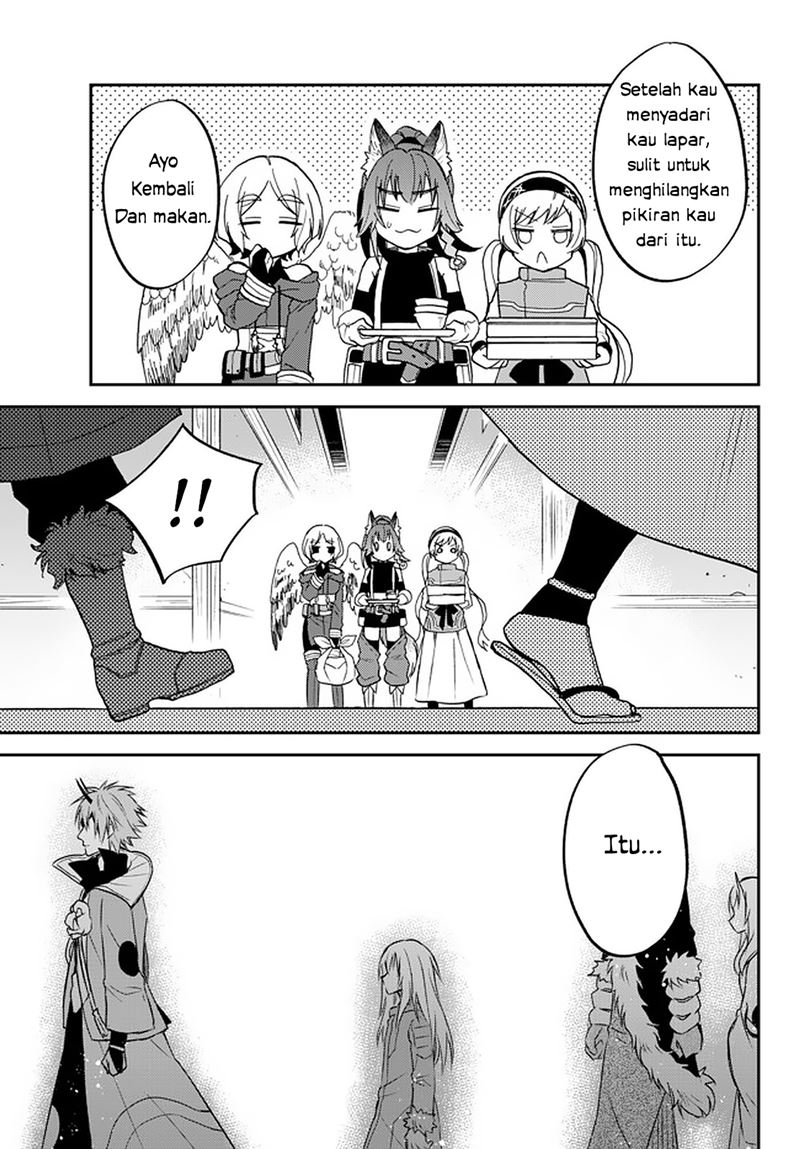 Setelah kau
menyadari
kau lapar,
sulit untuk
menghilangkan
pikiran kau
dari itu.
Ayo
Kembali
Dan makan.
!!
Itu...